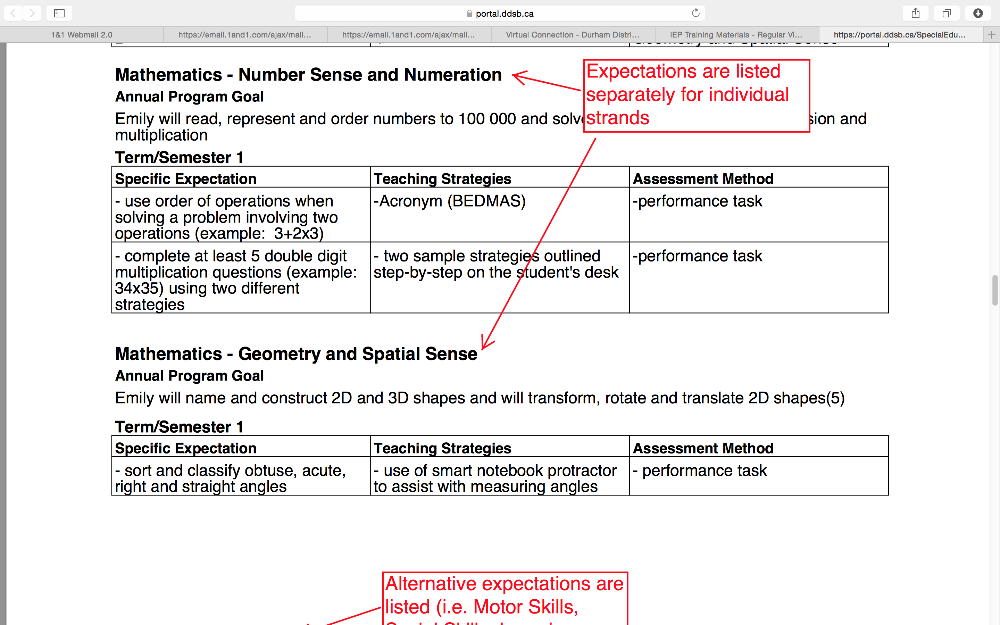 portal.ddsb.ca
1&1 Webmail 2.0
https://email.1and1.com/ajax/mail...
https://email.1and1.com/ajax/mail...
Virtual Connection - Durham Distri...
IEP Training Materials - Regular Vi...
https://portal.ddsb.ca/SpecialEdu...
Geometry and Spatial Sense
Mathematics - Number Sense and Numeration
Expectations are listed
separately for individual
strands
Annual Program Goal
Emily will read, represent and order numbers to 100 000 and solve sion and
multiplication
Term/Semester 1
Specific Expectation Teaching Strategies Assessment Method
- use order of operations when
solving a problem involving two
operations (example:  3+2x3)
-Acronym (BEDMAS)
-performance task
- complete at least 5 double digit
multiplication questions (example:
34x35) using two different
strategies
- two sample strategies outlined
step-by-step on the student's desk
-performance task
Mathematics - Geometry and Spatial Sense
Annual Program Goal
Emily will name and construct 2D and 3D shapes and will transform, rotate and translate 2D shapes(5)
Term/Semester 1
Specific Expectation Teaching Strategies Assessment Method
- sort and classify obtuse, acute,
right and straight angles
- use of smart notebook protractor
to assist with measuring angles
- performance task
Alternative expectations are
listed (i.e. Motor Skills,